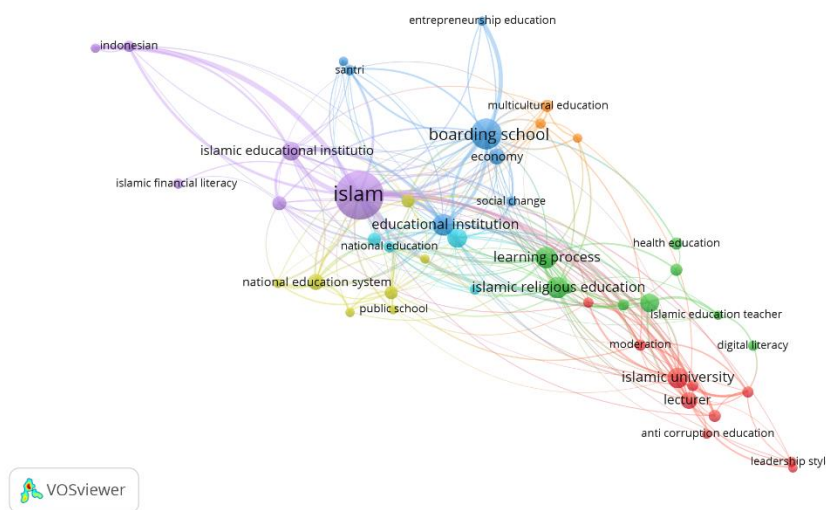 entrepreneurship education
indonesian
santri
multicultural education
boarding school
islamic educational institutio
economy
islamic financial literacy
islam
social change
educational institution
national education
health education
learning process
national education system
islamic religious education
public school
islamic education teacher
moderation
digital literacy
islamic university
lecturer
anti corruption education
leadership styl
VOSviewer